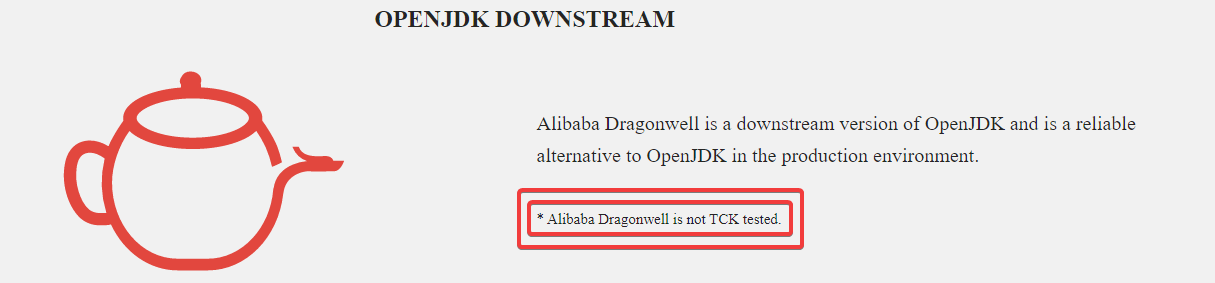 OPENJDK DOWNSTREAM
Alibaba Dragonwell is a downstream version of OpenJDK and is a reliable
alternative to OpenJDK in the production environment.
* Alibaba Dragonwell is not TCK tested.